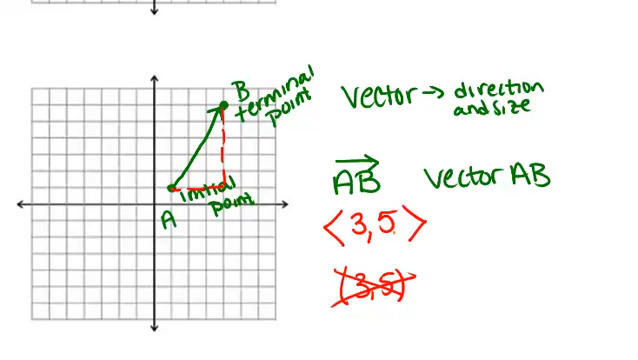 B
terminal
point
Vector → direction
and size
AB
vector AB
initial
point
A
〈3,5〉
(3,5)